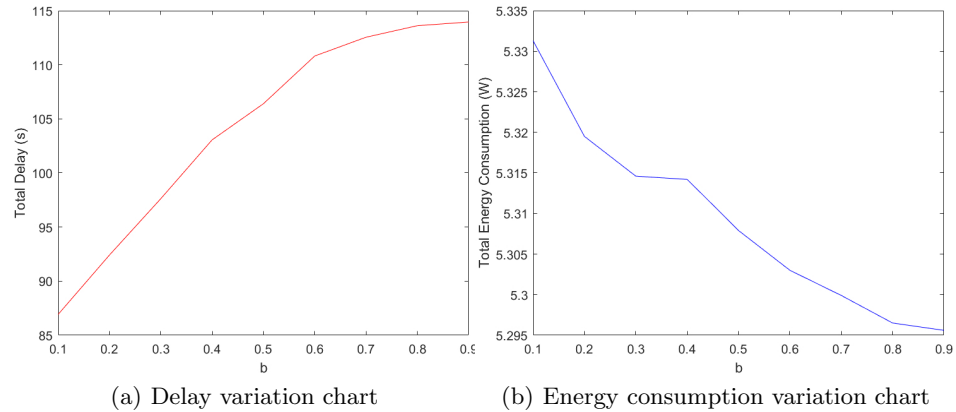 115
110
105
100
95
90
85
Total Delay (s)
0.1 0.2 0.3 0.4 0.5 0.6 0.7 0.8 0.9
b
(a) Delay variation chart
5.335
5.33
5.325
5.32
5.315
5.31
5.305
5.3
5.295
Total Energy Consumption (W)
0.1 0.2 0.3 0.4 0.5 0.6 0.7 0.8 0.9
b
(b) Energy consumption variation chart